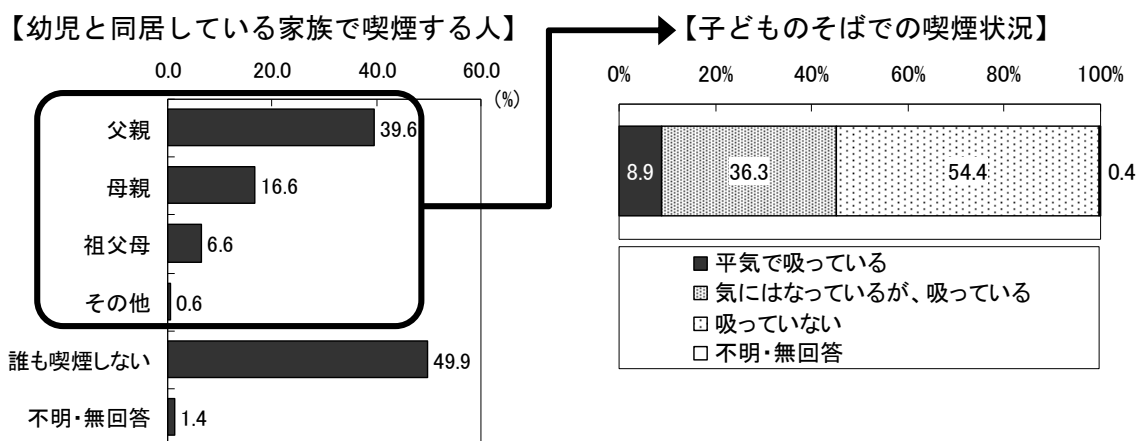 【幼児と同居している家族で喫煙する人】
0.0 20.0 40.0 60.0
(%)
父親 39.6
母親 16.6
祖父母 6.6
その他 0.6
誰も喫煙しない 49.9
不明・無回答 1.4
【子どものそばでの喫煙状況】
0% 20% 40% 60% 80% 100%
8.9 36.3 54.4 0.4
平気で吸っている
気にはなっているが、吸っている
吸っていない
不明・無回答